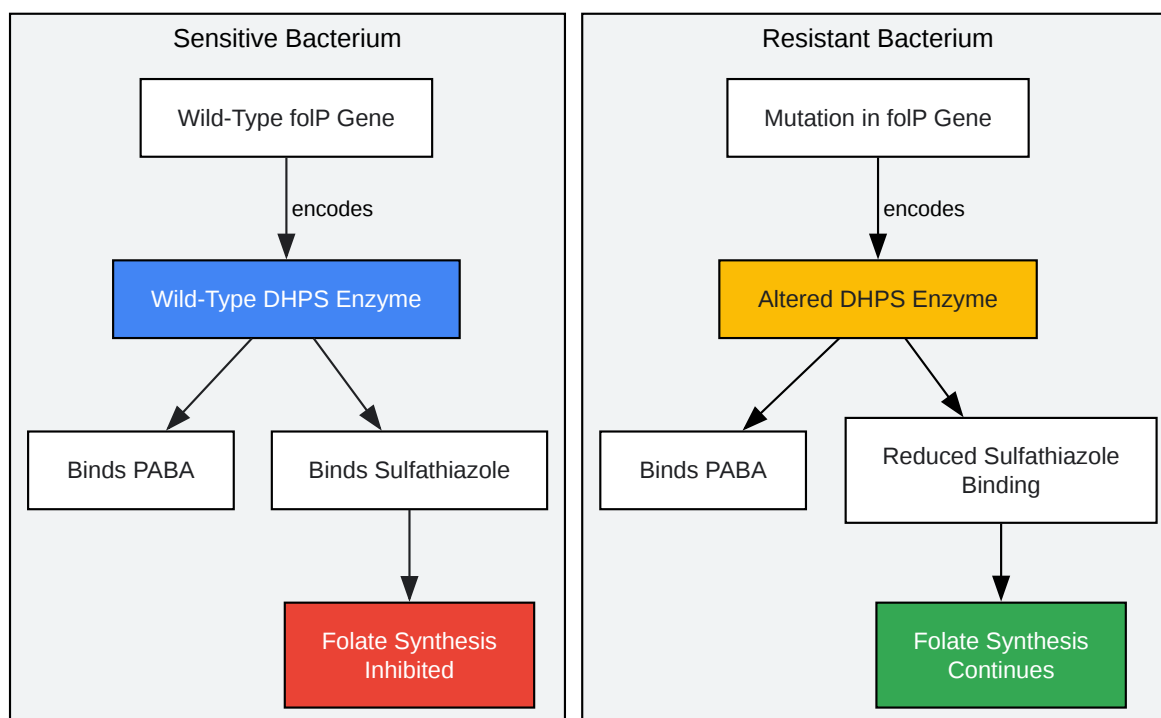 Sensitive Bacterium
Wild-Type folP Gene
encodes
Wild-Type DHPS Enzyme
Binds PABA
Binds Sulfathiazole
Folate Synthesis
Inhibited
Resistant Bacterium
Mutation in folP Gene
encodes
Altered DHPS Enzyme
Binds PABA
Reduced Sulfathiazole
Binding
Folate Synthesis
Continues